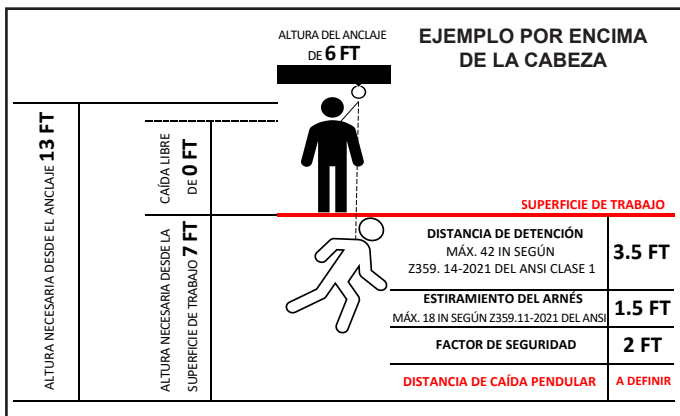 ALTURA DEL ANCLAJE
DE 6 FT
EJEMPLO POR ENCIMA
DE LA CABEZA
ALTURA NECESARIA DESDE EL ANCLAJE 13 FT
CAÍDA LIBRE
DE 0 FT
ALTURA NECESARIA DESDE LA
SUPERFICIE DE TRABAJO 7 FT
SUPERFICIE DE TRABAJO
DISTANCIA DE DETENCIÓN
MÁX. 42 IN SEGÚN
Z359. 14-2021 DEL ANSI CLASE 1
3.5 FT
ESTIRAMIENTO DEL ARNÉS
MÁX. 18 IN SEGÚN Z359.11-2021 DEL ANSI
1.5 FT
FACTOR DE SEGURIDAD
2 FT
DISTANCIA DE CAÍDA PENDULAR
A DEFINIR